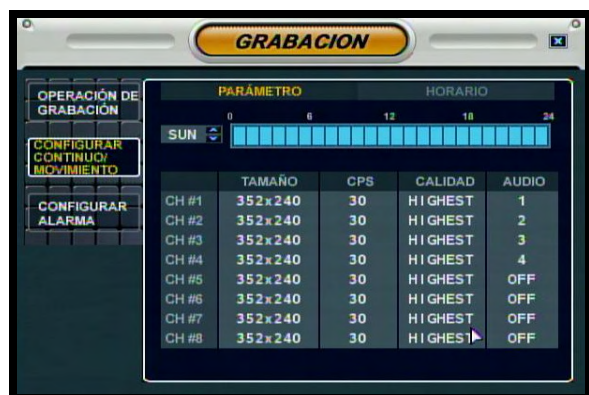 GRABACION
OPERACIÓN DE
GRABACIÓN
CONFIGURAR
CONTINUO/
MOVIMIENTO
CONFIGURAR
ALARMA
PARÁMETRO HORARIO
0 6 12 18 24
SUN
TAMAÑO CPS CALIDAD AUDIO
CH #1 352x240 30 HIGHEST 1
CH #2 352x240 30 HIGHEST 2
CH #3 352x240 30 HIGHEST 3
CH #4 352x240 30 HIGHEST 4
CH #5 352x240 30 HIGHEST OFF
CH #6 352x240 30 HIGHEST OFF
CH #7 352x240 30 HIGHEST OFF
CH #8 352x240 30 HIGHEST OFF